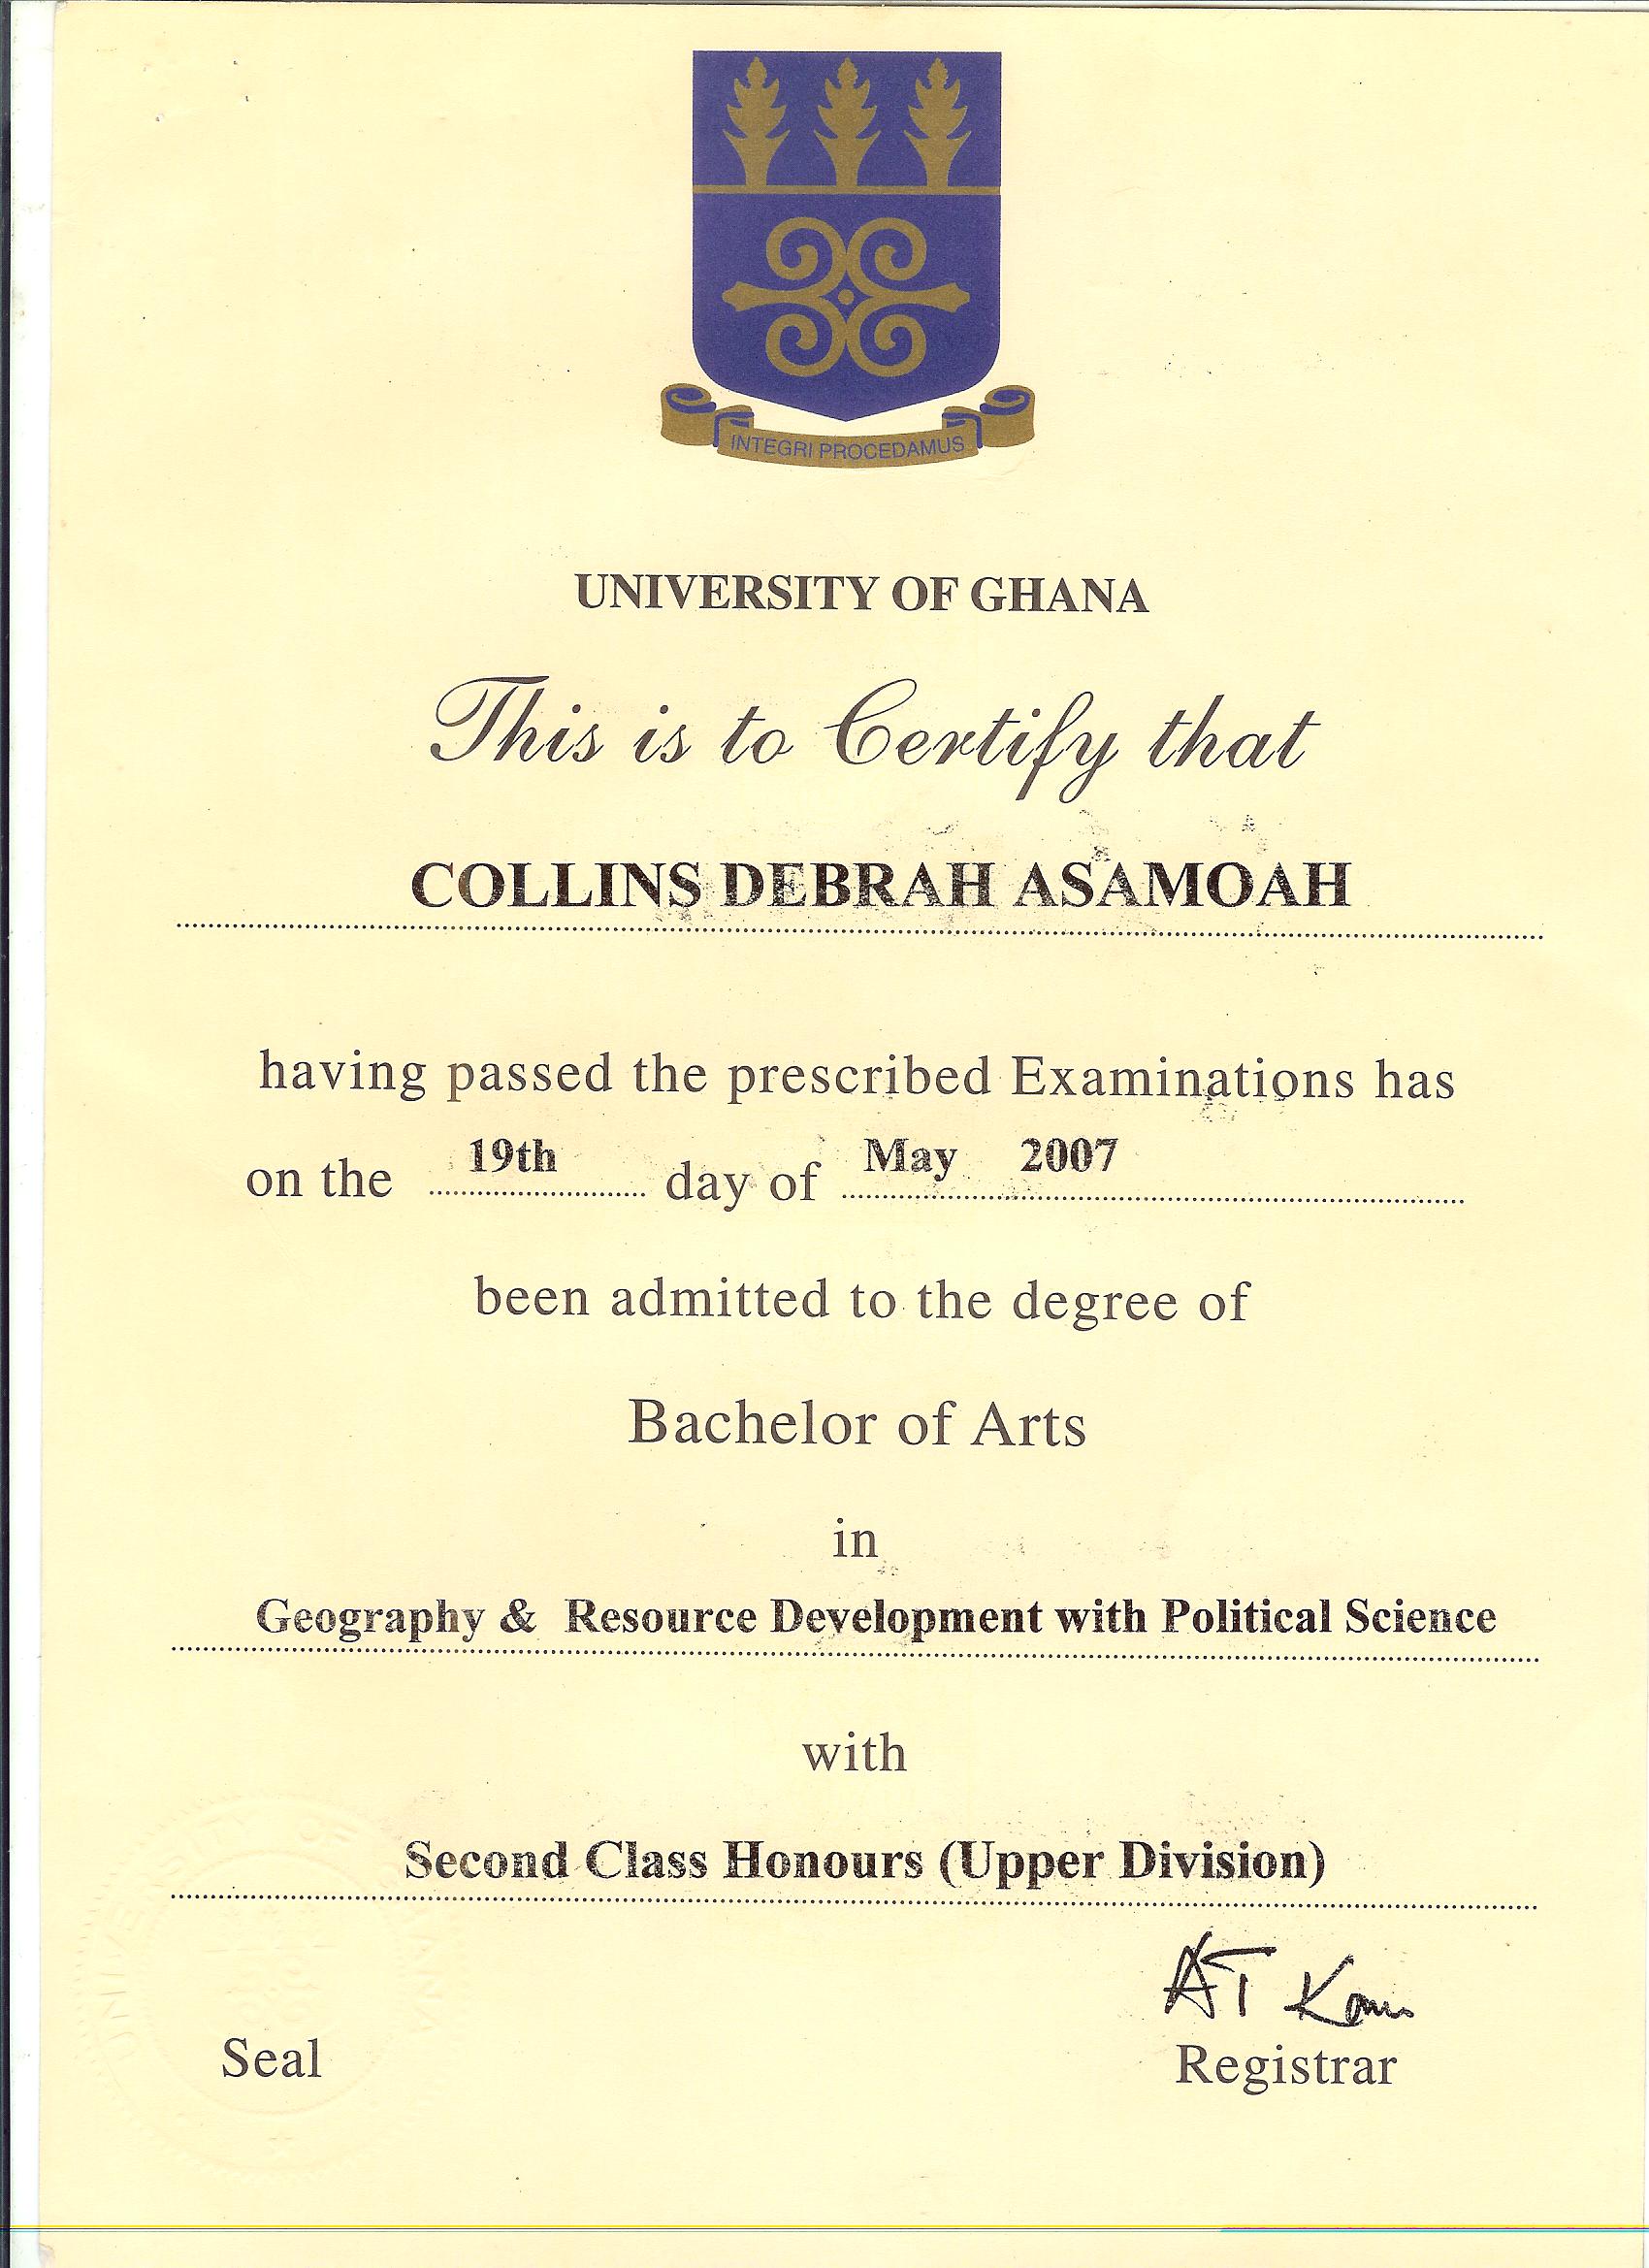 INTEGRI PROCEDAMUS
UNIVERSITY OF GHANA
This is to Certify that
COLLINS DEBRAH ASAMOAH
having passed the prescribed Examinations has
on the 19th day of May 2007
been admitted to the degree of
Bachelor of Arts
in
Geography & Resource Development with Political Science
with
Second Class Honours (Upper Division)
Seal
Registrar